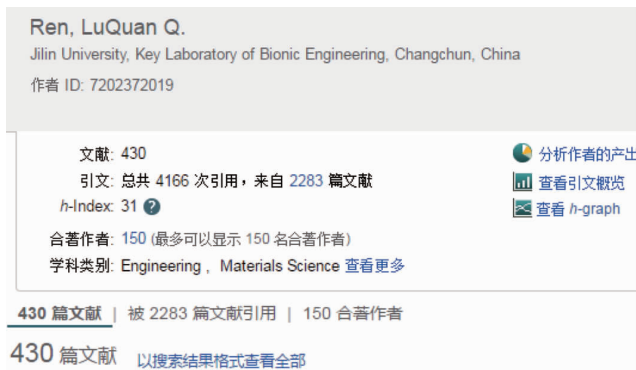 Ren, LuQuan Q.
Jilin University, Key Laboratory of Bionic Engineering, Changchun, China
作者 ID: 7202372019
文献: 430
分析作者的产出
引文: 总共 4166 次引用，来自 2283 篇文献
查看引文概览
h-Index: 31 ?
查看 h-graph
合著作者: 150 (最多可以显示 150 名合著作者)
学科类别: Engineering , Materials Science 查看更多
430 篇文献 | 被 2283 篇文献引用 | 150 合著作者
430 篇文献 以搜索结果格式查看全部